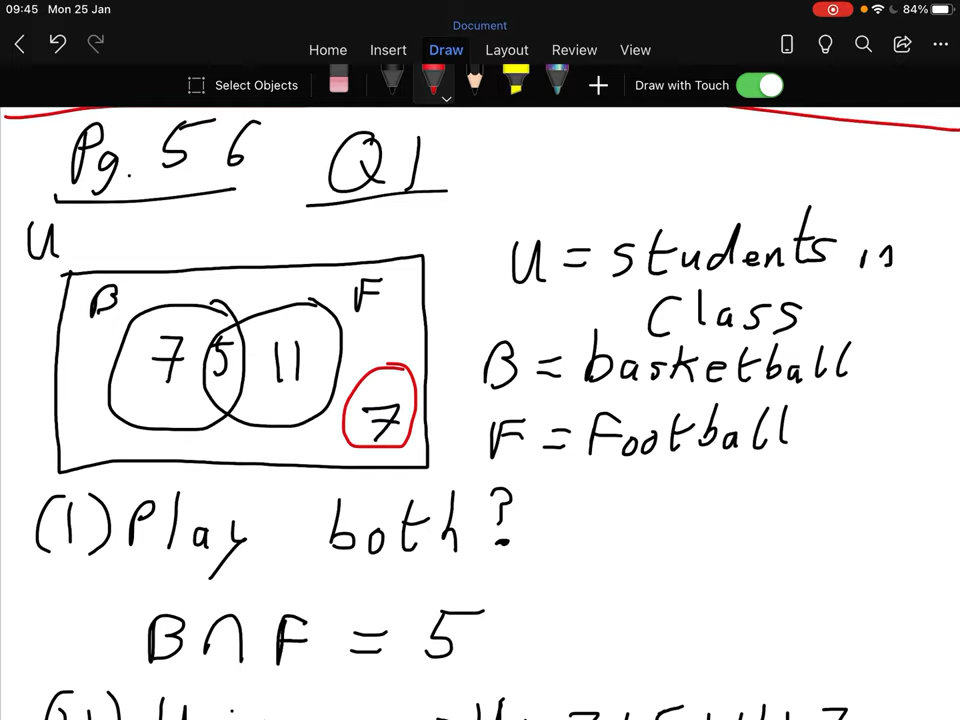 09:45 Mon 25 Jan
84%
Document
Home Insert Draw Layout Review View
Select Objects
Draw with Touch
Pg. 56 Q1
U
B F
7 5 11
7
U = students in
Class
B = basketball
F = Football
(1) Play both?
B ∩ F = 5